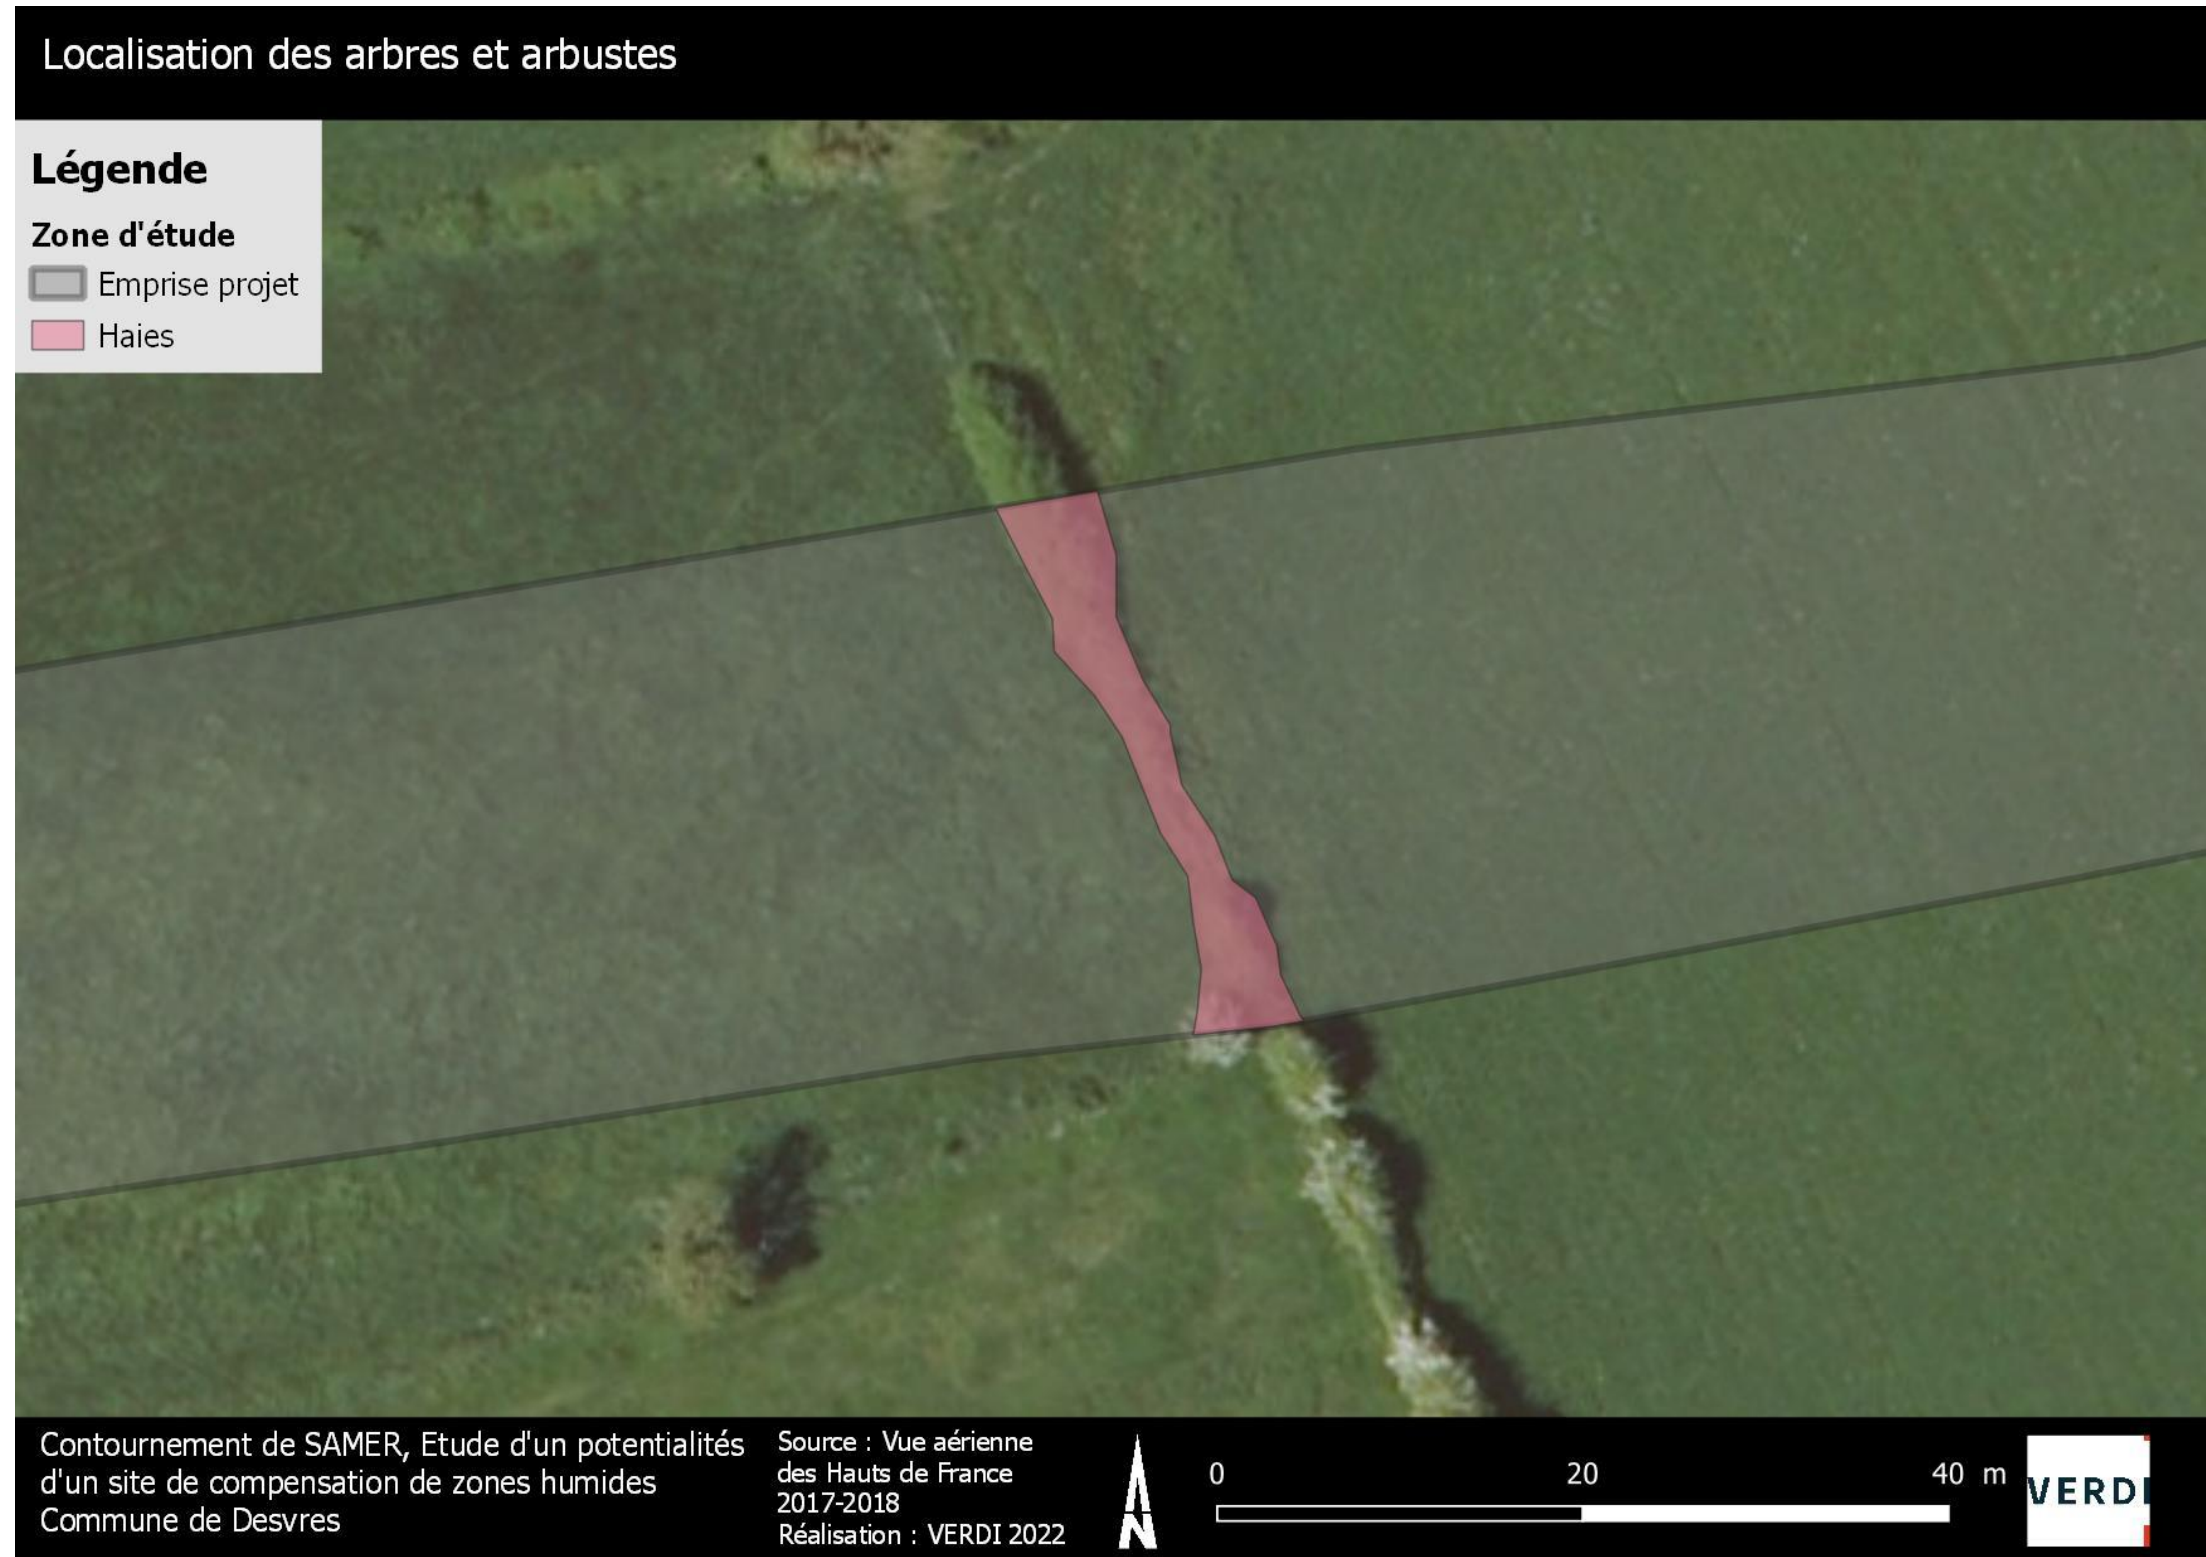 Localisation des arbres et arbustes
Légende
Zone d'étude
Emprise projet
Haies
Contournement de SAMER, Etude d'un potentialités
d'un site de compensation de zones humides
Commune de Desvres
Source : Vue aérienne
des Hauts de France
2017-2018
Réalisation : VERDI 2022
N
0 20 40 m
VERDI